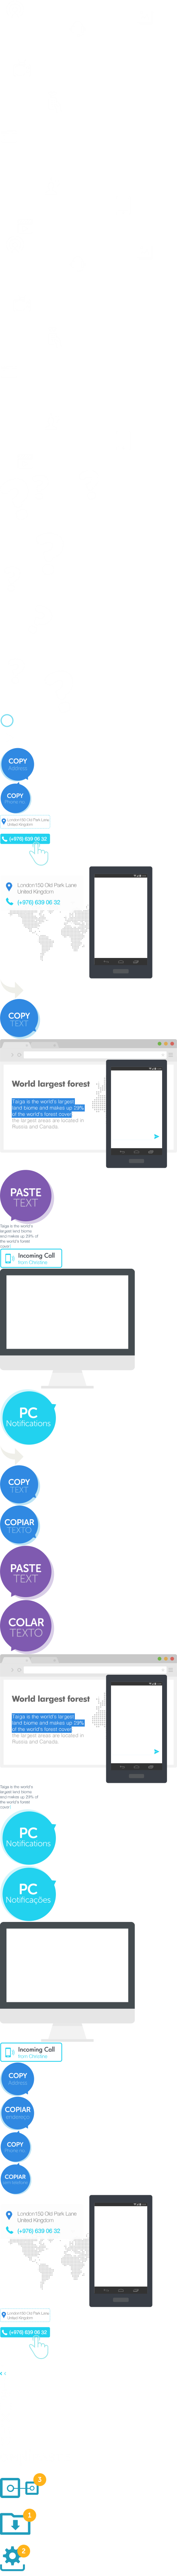 COPY
Address
COPY
Phone no.
London150 Old Park Lane
United Kingdom
(+976) 639 06 32
London150 Old Park Lane
United Kingdom
(+976) 639 06 32
COPY
TEXT
World largest forest
Taiga is the world's largest
land biome and makes up 29%
of the world's forest cover
the largest areas are located in
Russia and Canada.
PASTE
TEXT
Taiga is the world's
largest land biome
and makes up 29% of
the world's forest
cover!
Incoming Call
from Christine
PC
Notifications
COPY
TEXT
COPIAR
TEXTO
PASTE
TEXT
COLAR
TEXTO
World largest forest
Taiga is the world's largest
land biome and makes up 29%
of the world's forest cover
the largest areas are located in
Russia and Canada.
Taiga is the world's
largest land biome
and makes up 29% of
the world's forest
cover!
PC
Notifications
PC
Notificações
Incoming Call
from Christine
COPY
Address
COPIAR
endereço
COPY
Phone no.
COPIAR
London150 Old Park Lane
United Kingdom
(+976) 639 06 32
London150 Old Park Lane
United Kingdom
(+976) 639 06 32
3
1
2